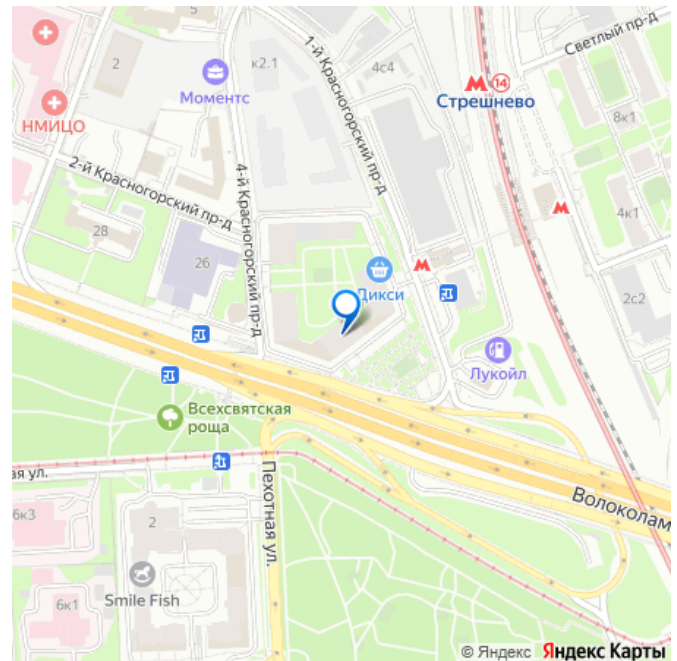 5
2
к2.1
4с4
Светлый пр-д
Моментс
М 14
Стрешнево
НМИЦО
8к1
1-й Красногорский пр-д
2-й Красногорский пр-д
4-й Красногорский пр-д
М
4к1
28
26
М
Дикси
2с2
Лукойл
Всехсвятская
роща
ая ул.
Пехотная ул.
Волоколам
6к3
2
Smile Fish
6к1
© Яндекс Яндекс Карты